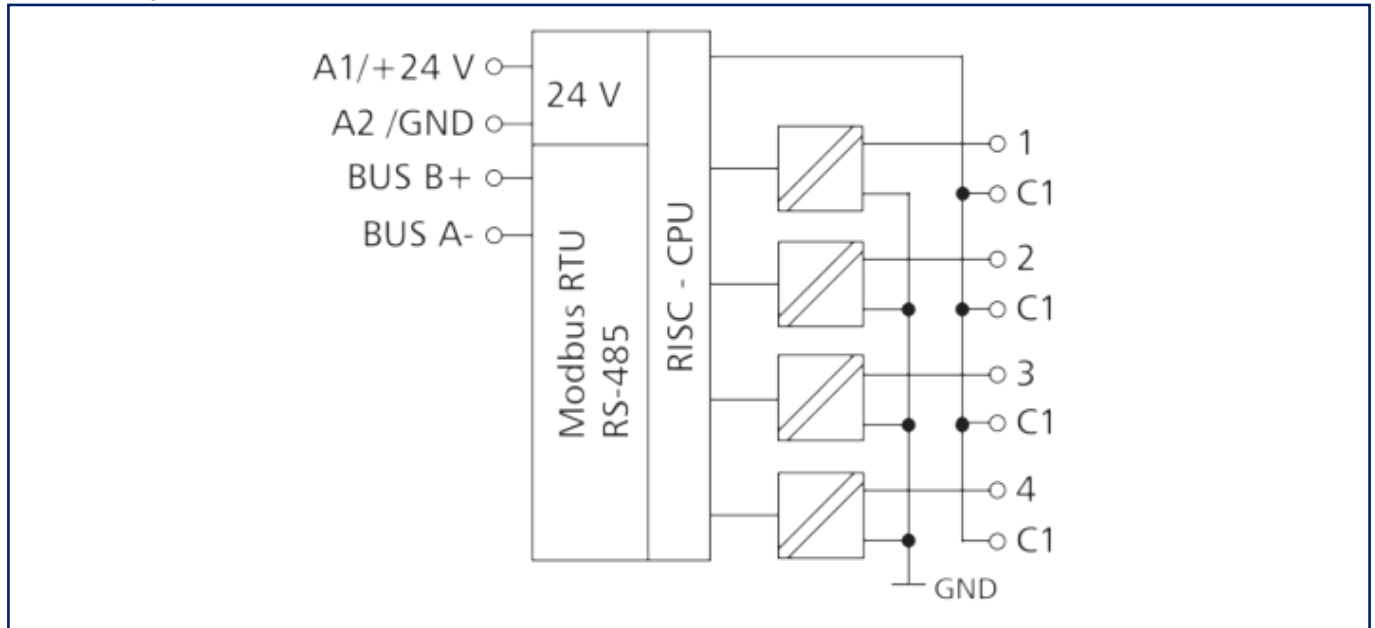 A1/+24 V
A2 /GND
BUS B+
BUS A-
24 V
Modbus RTU
RS-485
RISC - CPU
1
C1
2
C1
3
C1
4
C1
GND